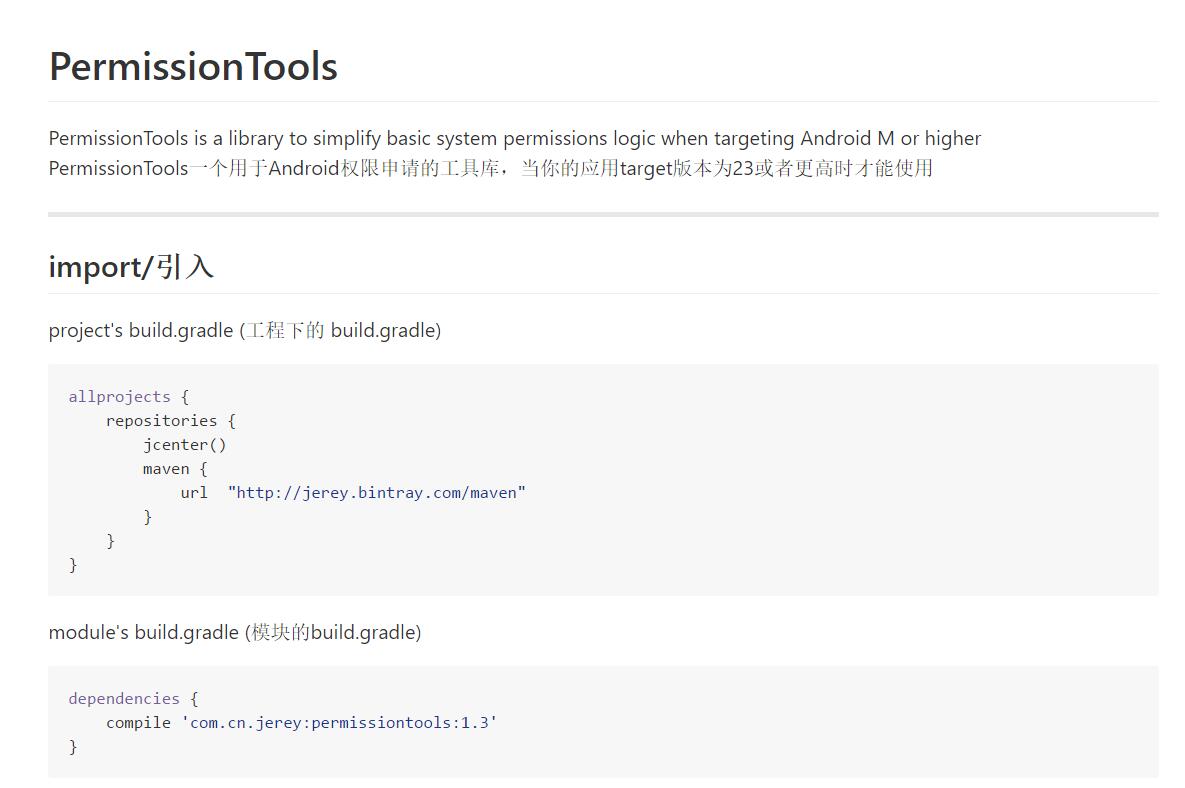 PermissionTools
PermissionTools is a library to simplify basic system permissions logic when targeting Android M or higher
PermissionTools一个用于Android权限申请的工具库，当你的应用target版本为23或者更高时才能使用
import/引入
project's build.gradle (工程下的 build.gradle)
allprojects {
    repositories {
        jcenter()
        maven {
            url  "http://jerey.bintray.com/maven"
        }
    }
}
module's build.gradle (模块的build.gradle)
dependencies {
    compile 'com.cn.jerey:permissiontools:1.3'
}